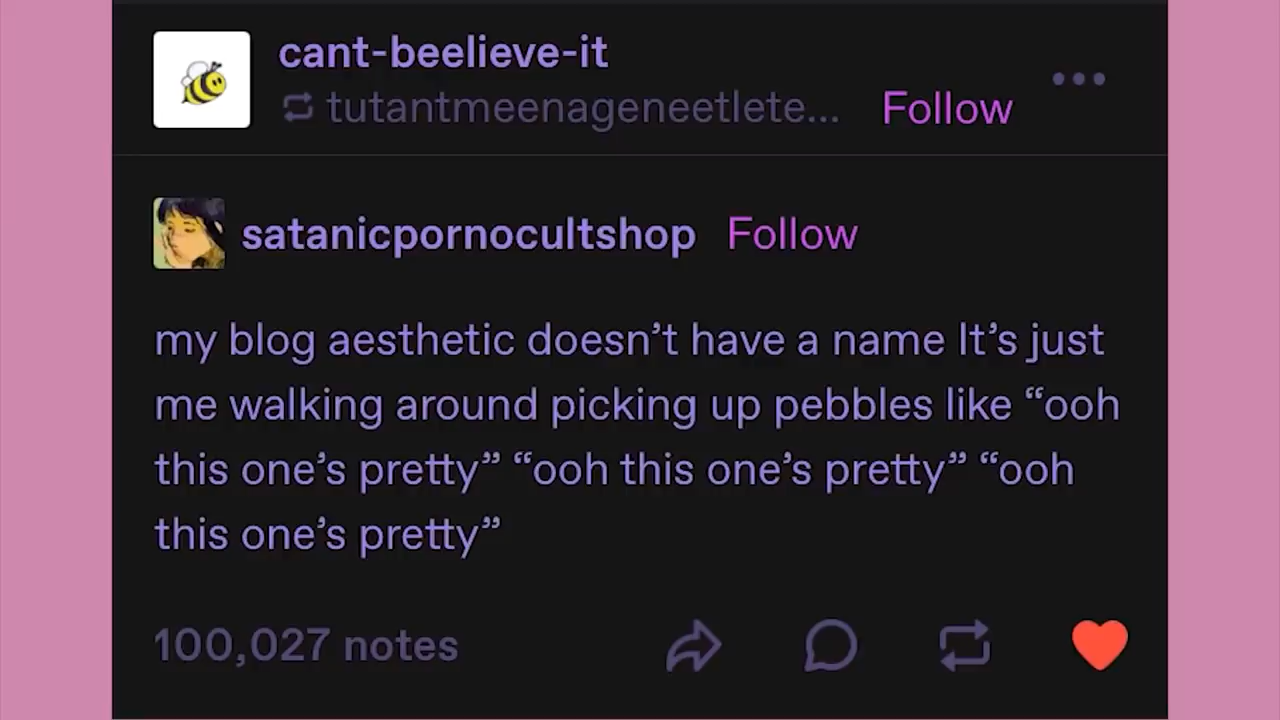 cant-beelieve-it
tutantmeenageneetlete... Follow
satanicpornocultshop Follow
my blog aesthetic doesn’t have a name It’s just
me walking around picking up pebbles like “ooh
this one’s pretty” “ooh this one’s pretty” “ooh
this one’s pretty”
100,027 notes